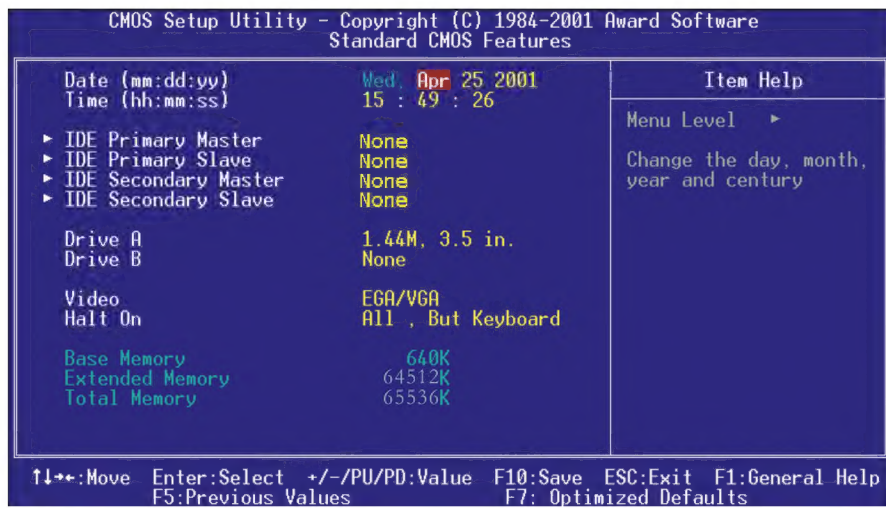 CMOS Setup Utility - Copyright (C) 1984-2001 Award Software
Standard CMOS Features
Date (mm:dd:yy) Wed, Apr 25 2001
Time (hh:mm:ss) 15 : 49 : 26
► IDE Primary Master None
► IDE Primary Slave None
► IDE Secondary Master None
► IDE Secondary Slave None
Drive A 1.44M, 3.5 in.
Drive B None
Video EGA/VGA
Halt On All , But Keyboard
Base Memory 640K
Extended Memory 64512K
Total Memory 65536K
Item Help
Menu Level ►
Change the day, month,
year and century
↑↓→←:Move Enter:Select +/-/PU/PD:Value F10:Save ESC:Exit F1:General Help
F5:Previous Values F7: Optimized Defaults